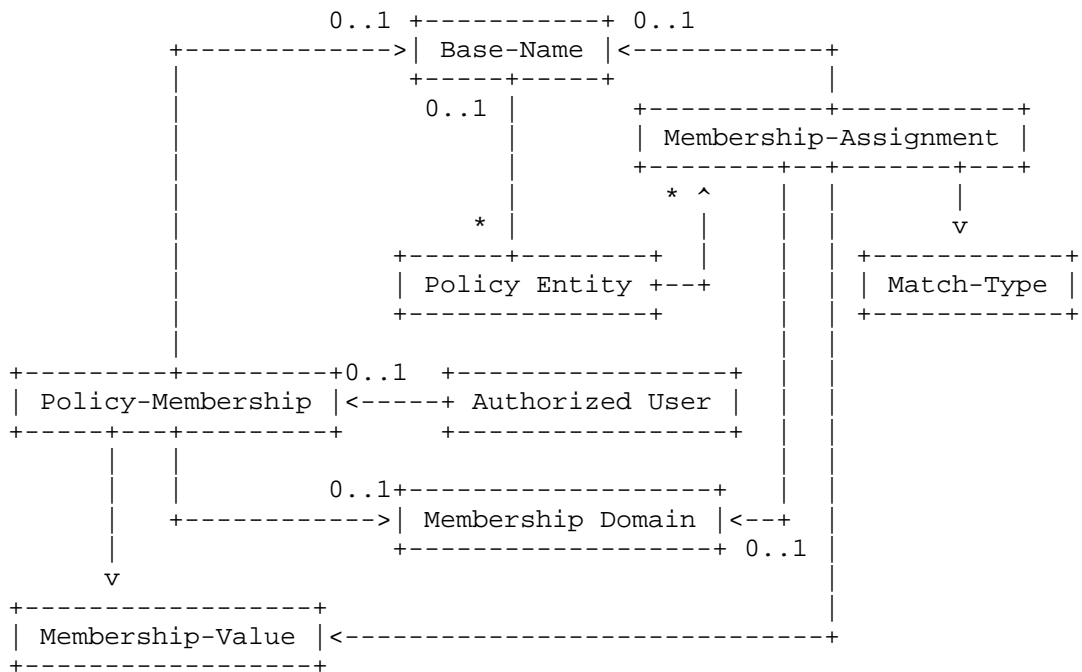 0..1 0..1
Base-Name
0..1
Membership-Assignment
*
*
Policy Entity Match-Type
0..1
Policy-Membership Authorized User
0..1
Membership Domain
0..1
Membership-Value